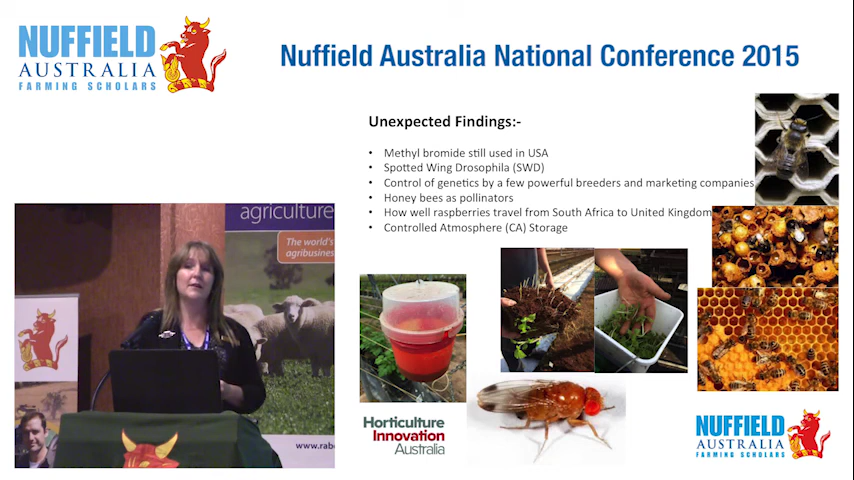 NUFFIELD
AUSTRALIA
FARMING SCHOLARS
Nuffield Australia National Conference 2015
Unexpected Findings:-
• Methyl bromide still used in USA
• Spotted Wing Drosophila (SWD)
• Control of genetics by a few powerful breeders and marketing companies
• Honey bees as pollinators
• How well raspberries travel from South Africa to United Kingdom
• Controlled Atmosphere (CA) Storage
agriculture
The world's
agribusines
www.rab
Horticulture
Innovation
Australia
NUFFIELD
AUSTRALIA
FARMING SCHOLARS